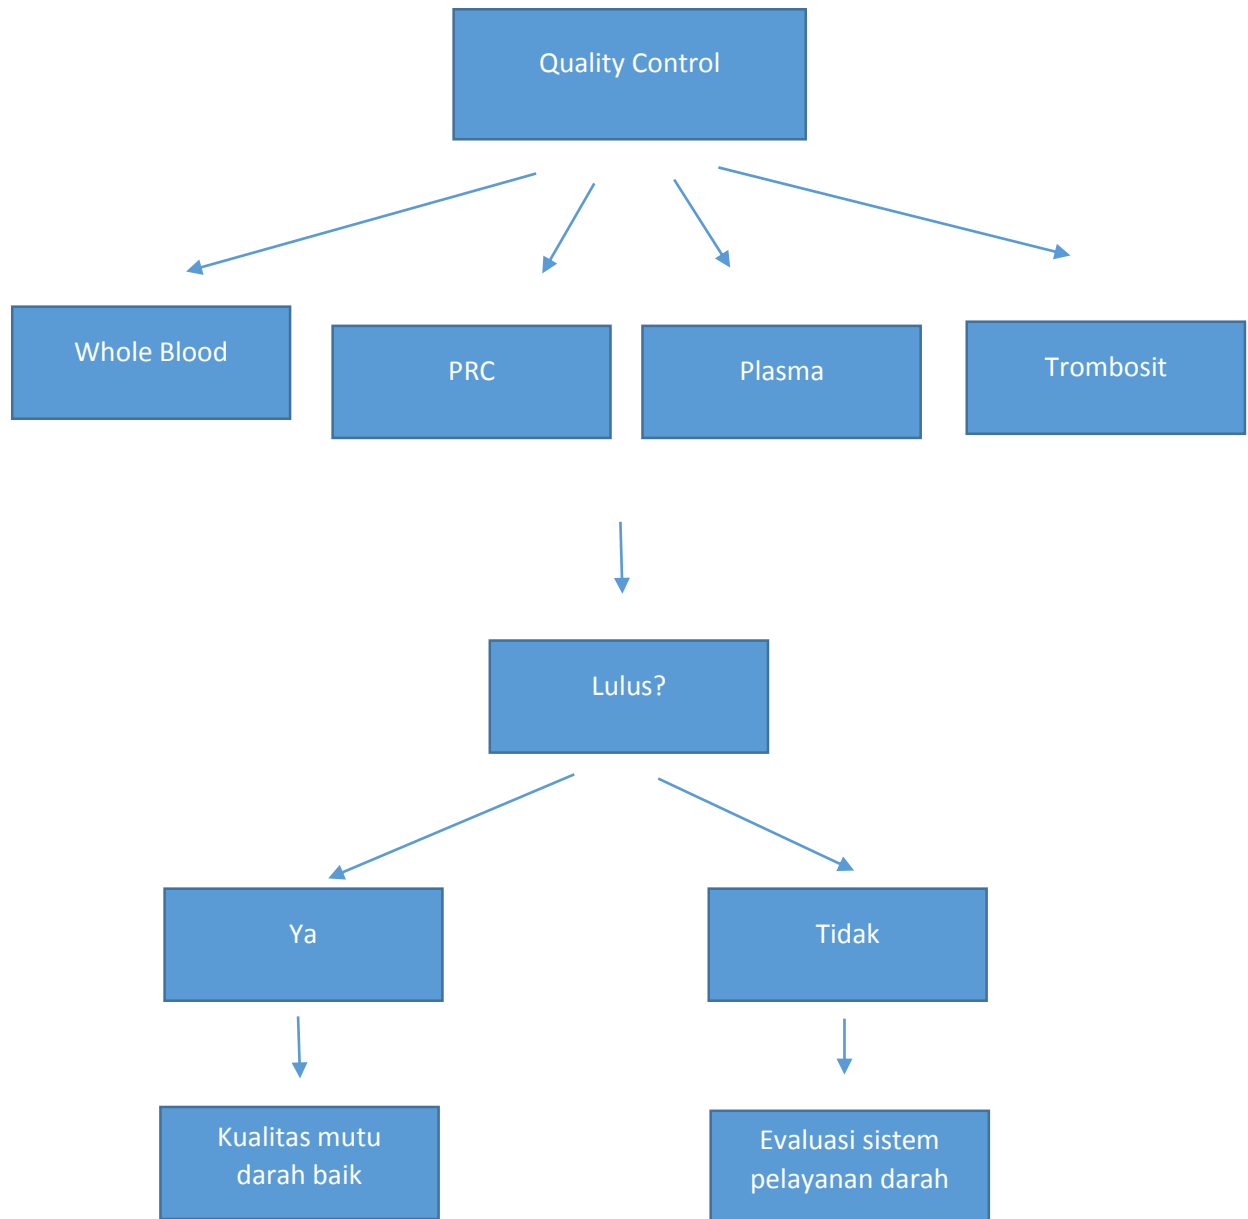 Quality Control
Whole Blood
PRC
Plasma
Trombosit
Lulus?
Ya
Tidak
Kualitas mutu
darah baik
Evaluasi sistem
pelayanan darah